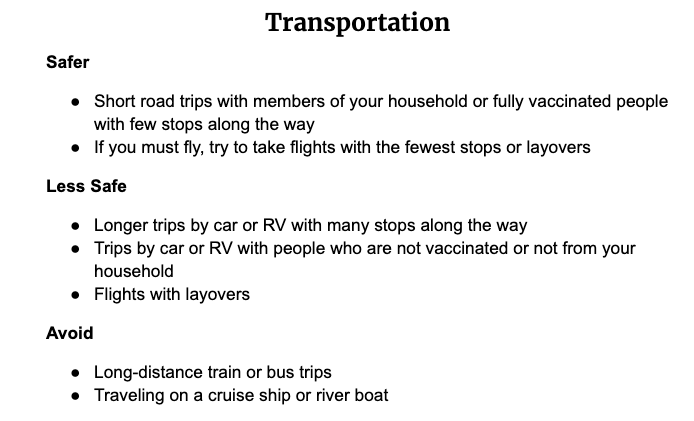 Transportation
Safer
● Short road trips with members of your household or fully vaccinated people
with few stops along the way
● If you must fly, try to take flights with the fewest stops or layovers
Less Safe
● Longer trips by car or RV with many stops along the way
● Trips by car or RV with people who are not vaccinated or not from your
household
● Flights with layovers
Avoid
● Long-distance train or bus trips
● Traveling on a cruise ship or river boat